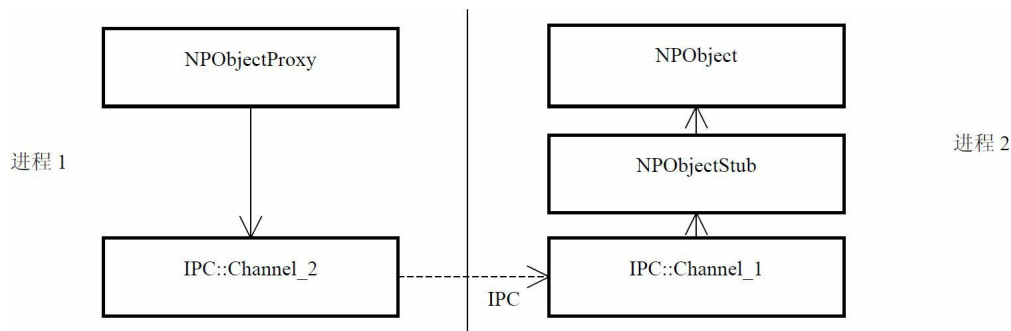 NPObjectProxy
NPObject
进程 1
NPObjectStub
进程 2
IPC::Channel_2
IPC
IPC::Channel_1